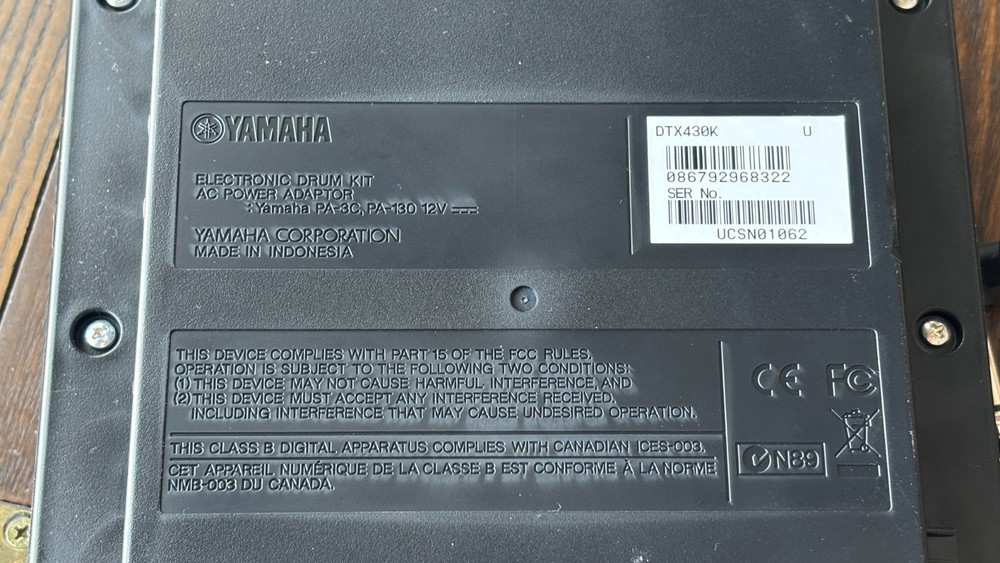 YAMAHA
ELECTRONIC DRUM KIT
AC POWER ADAPTOR
: Yamaha PA-3C, PA-130 12V
YAMAHA CORPORATION
MADE IN INDONESIA
DTX430K U
086792968322
SER No.
UCSN01062
THIS DEVICE COMPLIES WITH PART 15 OF THE FCC RULES.
OPERATION IS SUBJECT TO THE FOLLOWING TWO CONDITIONS:
(1) THIS DEVICE MAY NOT CAUSE HARMFUL INTERFERENCE, AND
(2) THIS DEVICE MUST ACCEPT ANY INTERFERENCE RECEIVED,
INCLUDING INTERFERENCE THAT MAY CAUSE UNDESIRED OPERATION.
THIS CLASS B DIGITAL APPARATUS COMPLIES WITH CANADIAN ICES-003.
CET APPAREIL NUMÉRIQUE DE LA CLASSE B EST CONFORME À LA NORME
NMB-003 DU CANADA.
CE FC
N89